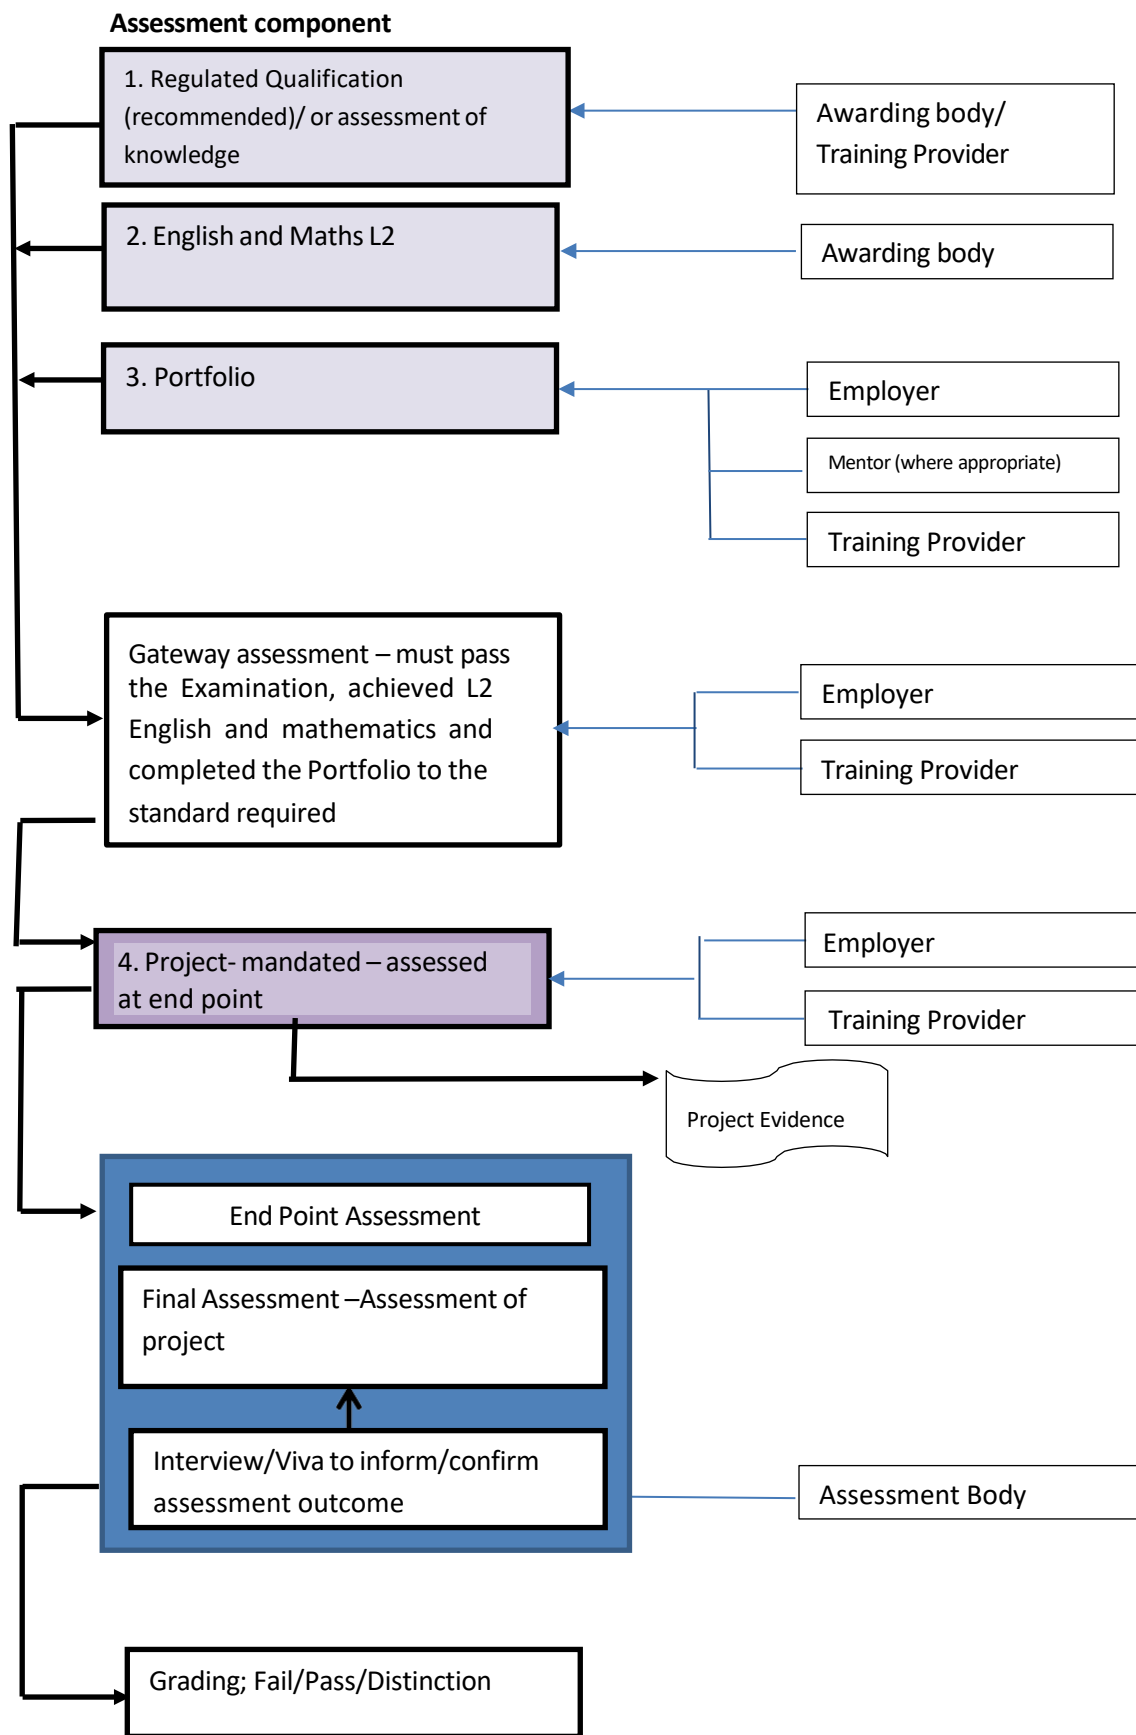 Assessment component
1. Regulated Qualification
(recommended)/ or assessment of
knowledge
Awarding body/
Training Provider
2. English and Maths L2
Awarding body
3. Portfolio
Employer
Mentor (where appropriate)
Training Provider
Gateway assessment – must pass
the Examination, achieved L2
English and mathematics and
completed the Portfolio to the
standard required
Employer
Training Provider
4. Project- mandated – assessed
at end point
Employer
Training Provider
Project Evidence
End Point Assessment
Final Assessment –Assessment of
project
Interview/Viva to inform/confirm
assessment outcome
Assessment Body
Grading; Fail/Pass/Distinction